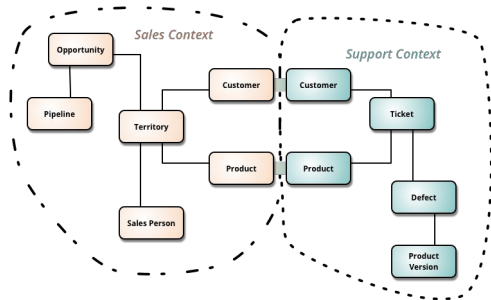 Sales Context
Support Context
Opportunity
Pipeline
Territory
Sales Person
Customer
Customer
Product
Product
Ticket
Defect
Product
Version